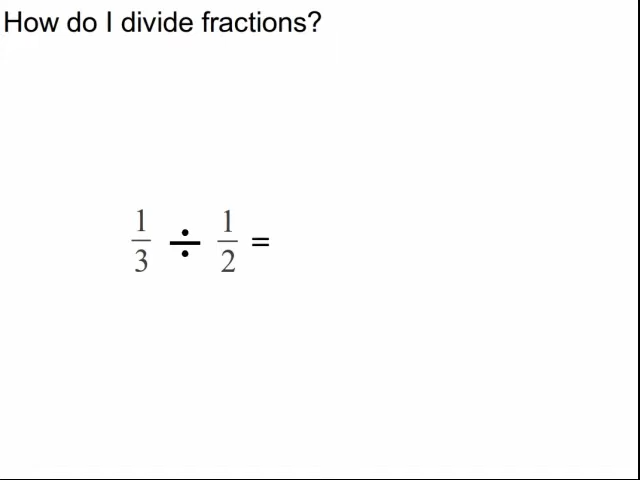 How do I divide fractions?
1/3 ÷ 1/2 =